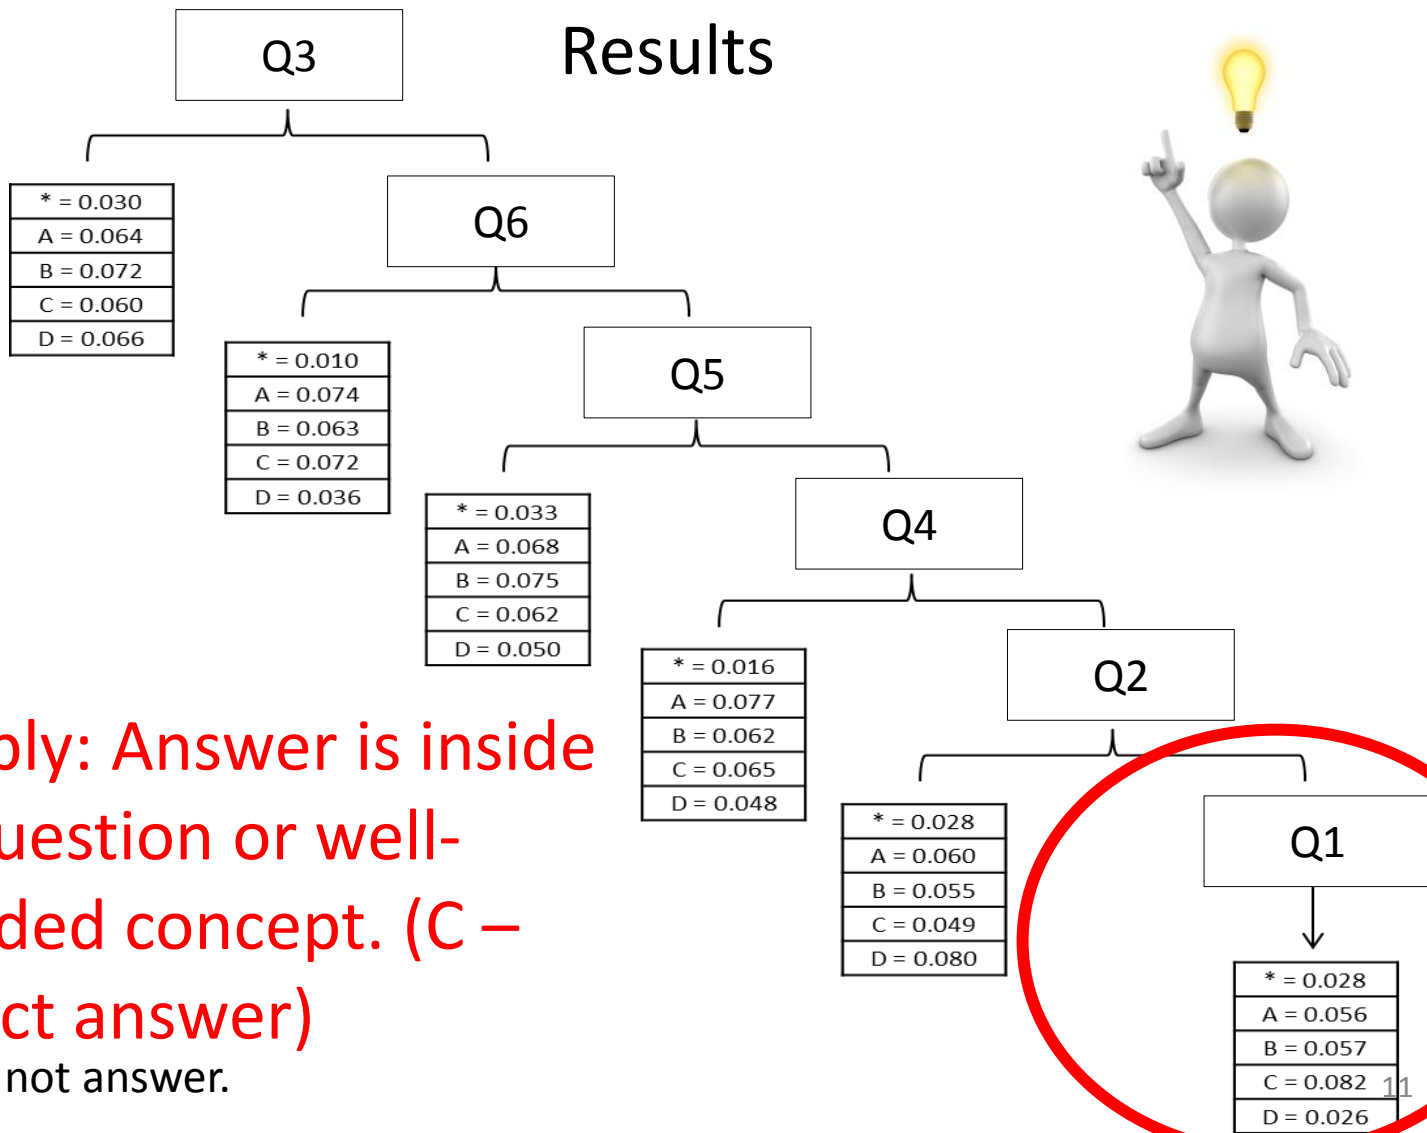 Results
Q3
* = 0.030
A = 0.064
B = 0.072
C = 0.060
D = 0.066
Q6
* = 0.010
A = 0.074
B = 0.063
C = 0.072
D = 0.036
Q5
* = 0.033
A = 0.068
B = 0.075
C = 0.062
D = 0.050
Q4
* = 0.016
A = 0.077
B = 0.062
C = 0.065
D = 0.048
Q2
* = 0.028
A = 0.060
B = 0.055
C = 0.049
D = 0.080
Q1
* = 0.028
A = 0.056
B = 0.057
C = 0.082
D = 0.026
bly: Answer is inside
uestion or well-
ded concept. (C –
ct answer)
not answer.
11